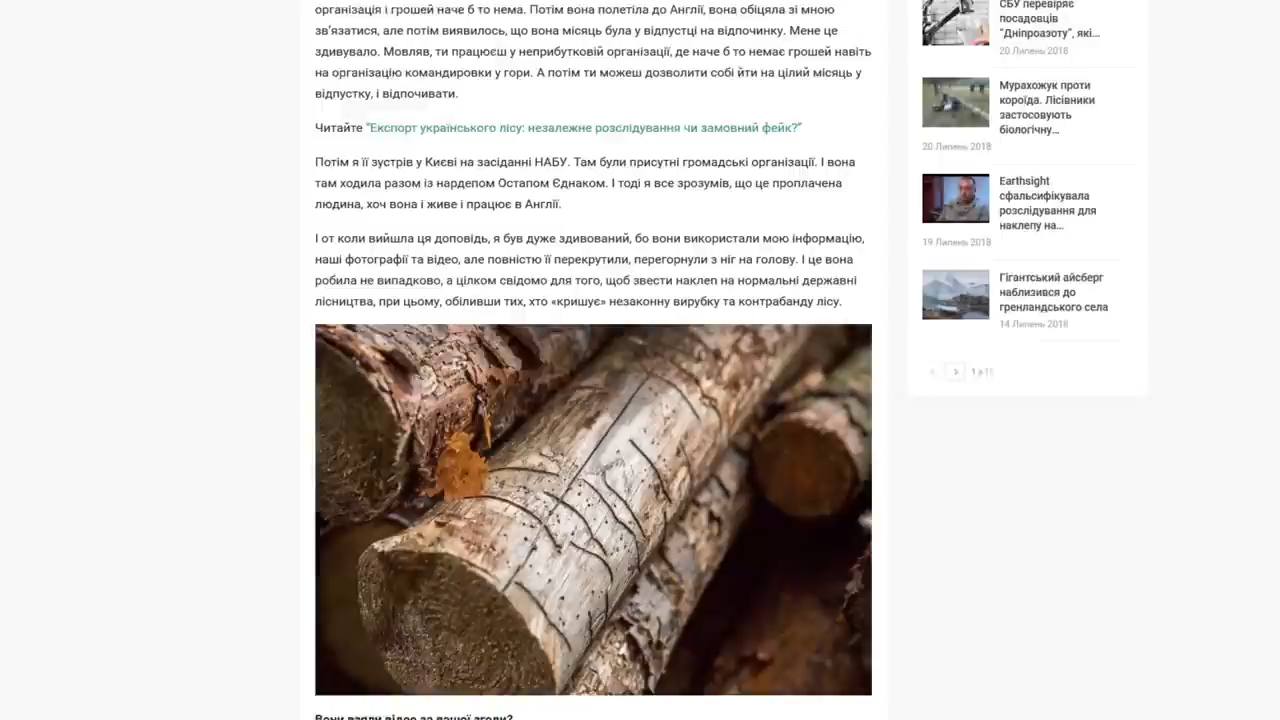 організація і грошей наче б то нема. Потім вона полетіла до Англії, вона обіцяла зі мною
зв’язатися, але потім виявилось, що вона місяць була у відпустці на відпочинку. Мене це
здивувало. Мовляв, ти працюєш у неприбутковій організації, де наче б то немає грошей навіть
на організацію командировки у гори. А потім ти можеш дозволити собі йти на цілий місяць у
відпустку, і відпочивати.
Читайте “Експорт українського лісу: незалежне розслідування чи замовний фейк?”
Потім я її зустрів у Києві на засіданні НАБУ. Там були присутні громадські організації. І вона
там ходила разом із нардепом Остапом Єднаком. І тоді я все зрозумів, що це проплачена
людина, хоч вона і живе і працює в Англії.
І от коли вийшла ця доповідь, я був дуже здивований, бо вони використали мою інформацію,
наші фотографії та відео, але повністю її перекрутили, перегорнули з ніг на голову. І це вона
робила не випадково, а цілком свідомо для того, щоб звести наклеп на нормальні державні
лісництва, при цьому, обіливши тих, хто «кришує» незаконну вирубку та контрабанду лісу.
Вони взяли відео за вашої згоди?
СБУ перевіряє
посадовців
“Дніпроазоту”, які...
20 Липень 2018
Мурахожук проти
короїда. Лісівники
застосовують
біологічну...
20 Липень 2018
Earthsight
сфальсифікувала
розслідування для
наклепу на...
19 Липень 2018
Гігантський айсберг
наблизився до
гренландського села
14 Липень 2018